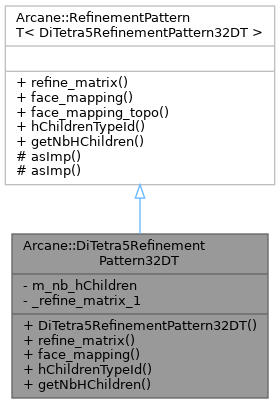 Arcane::RefinementPattern
T< DiTetra5RefinementPattern32DT >
+ refine_matrix()
+ face_mapping()
+ face_mapping_topo()
+ hChildrenTypeId()
+ getNbHChildren()
# asImp()
# asImp()
Arcane::DiTetra5Refinement
Pattern32DT
- m_nb_hChildren
- _refine_matrix_1
+ DiTetra5RefinementPattern32DT()
+ refine_matrix()
+ face_mapping()
+ hChildrenTypeId()
+ getNbHChildren()